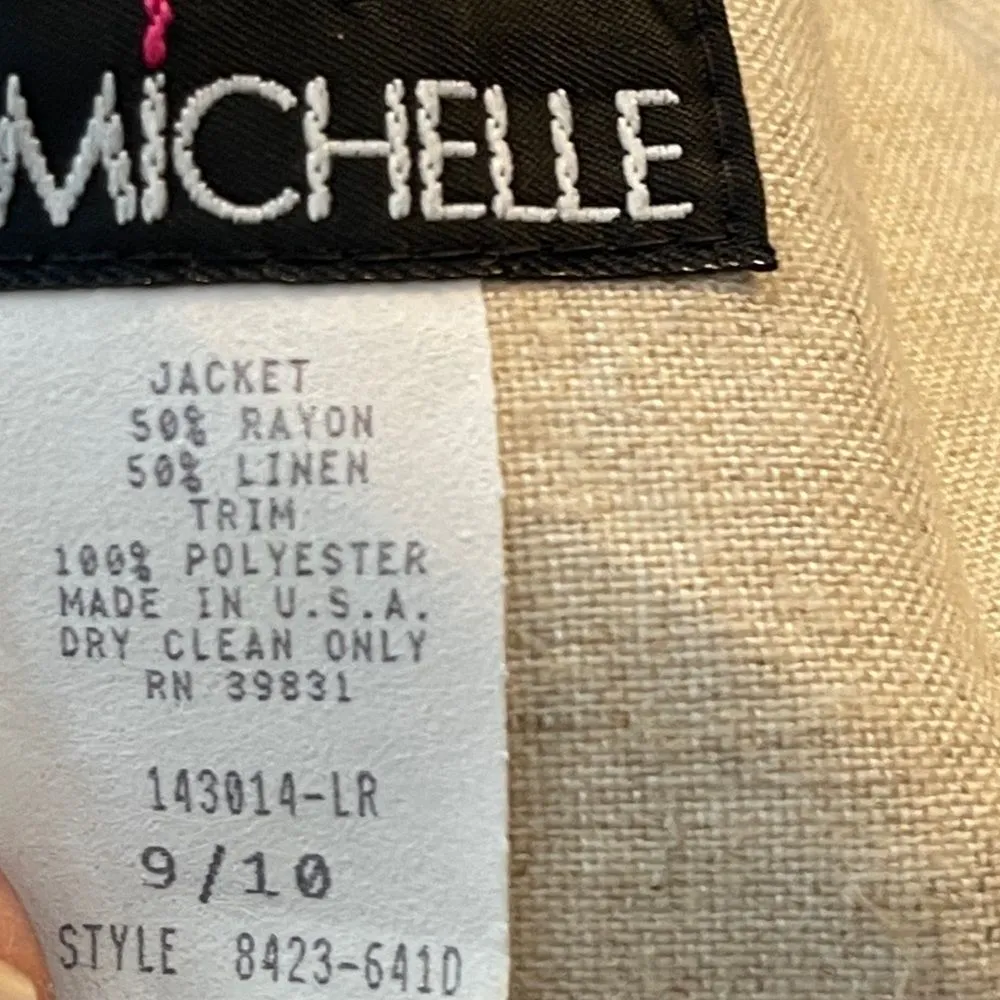 MICHELLE
JACKET
50% RAYON
50% LINEN
TRIM
100% POLYESTER
MADE IN U.S.A.
DRY CLEAN ONLY
RN 39831
143014-LR
9/10
STYLE 8423-641D